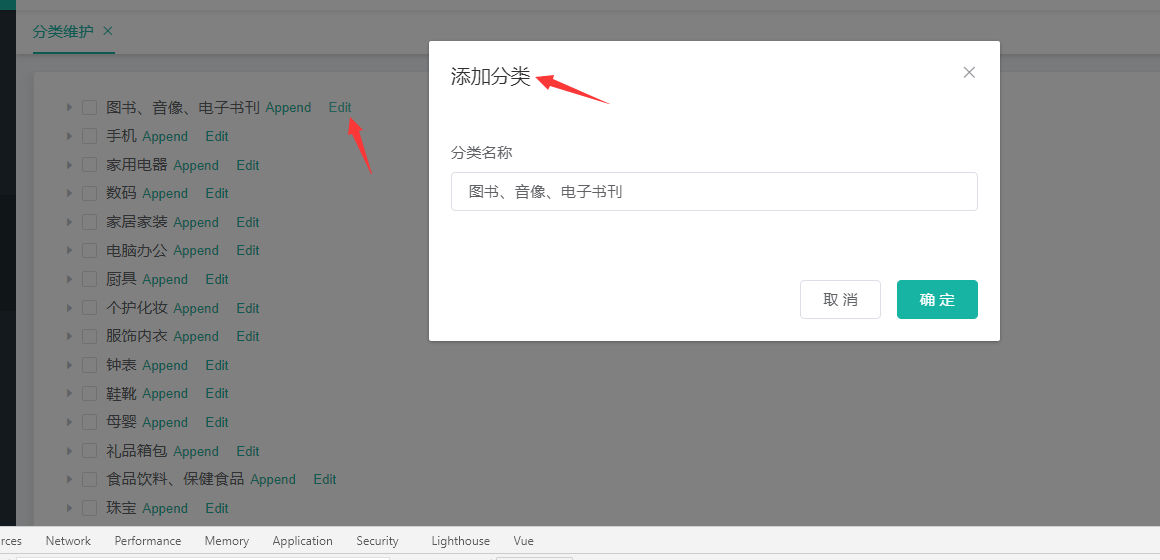 分类维护 ×
添加分类
分类名称
图书、音像、电子书刊
取消 确定
图书、音像、电子书刊 Append Edit
手机 Append Edit
家用电器 Append Edit
数码 Append Edit
家居家装 Append Edit
电脑办公 Append Edit
厨具 Append Edit
个护化妆 Append Edit
服饰内衣 Append Edit
钟表 Append Edit
鞋靴 Append Edit
母婴 Append Edit
礼品箱包 Append Edit
食品饮料、保健食品 Append Edit
珠宝 Append Edit
rces Network Performance Memory Application Security Lighthouse Vue